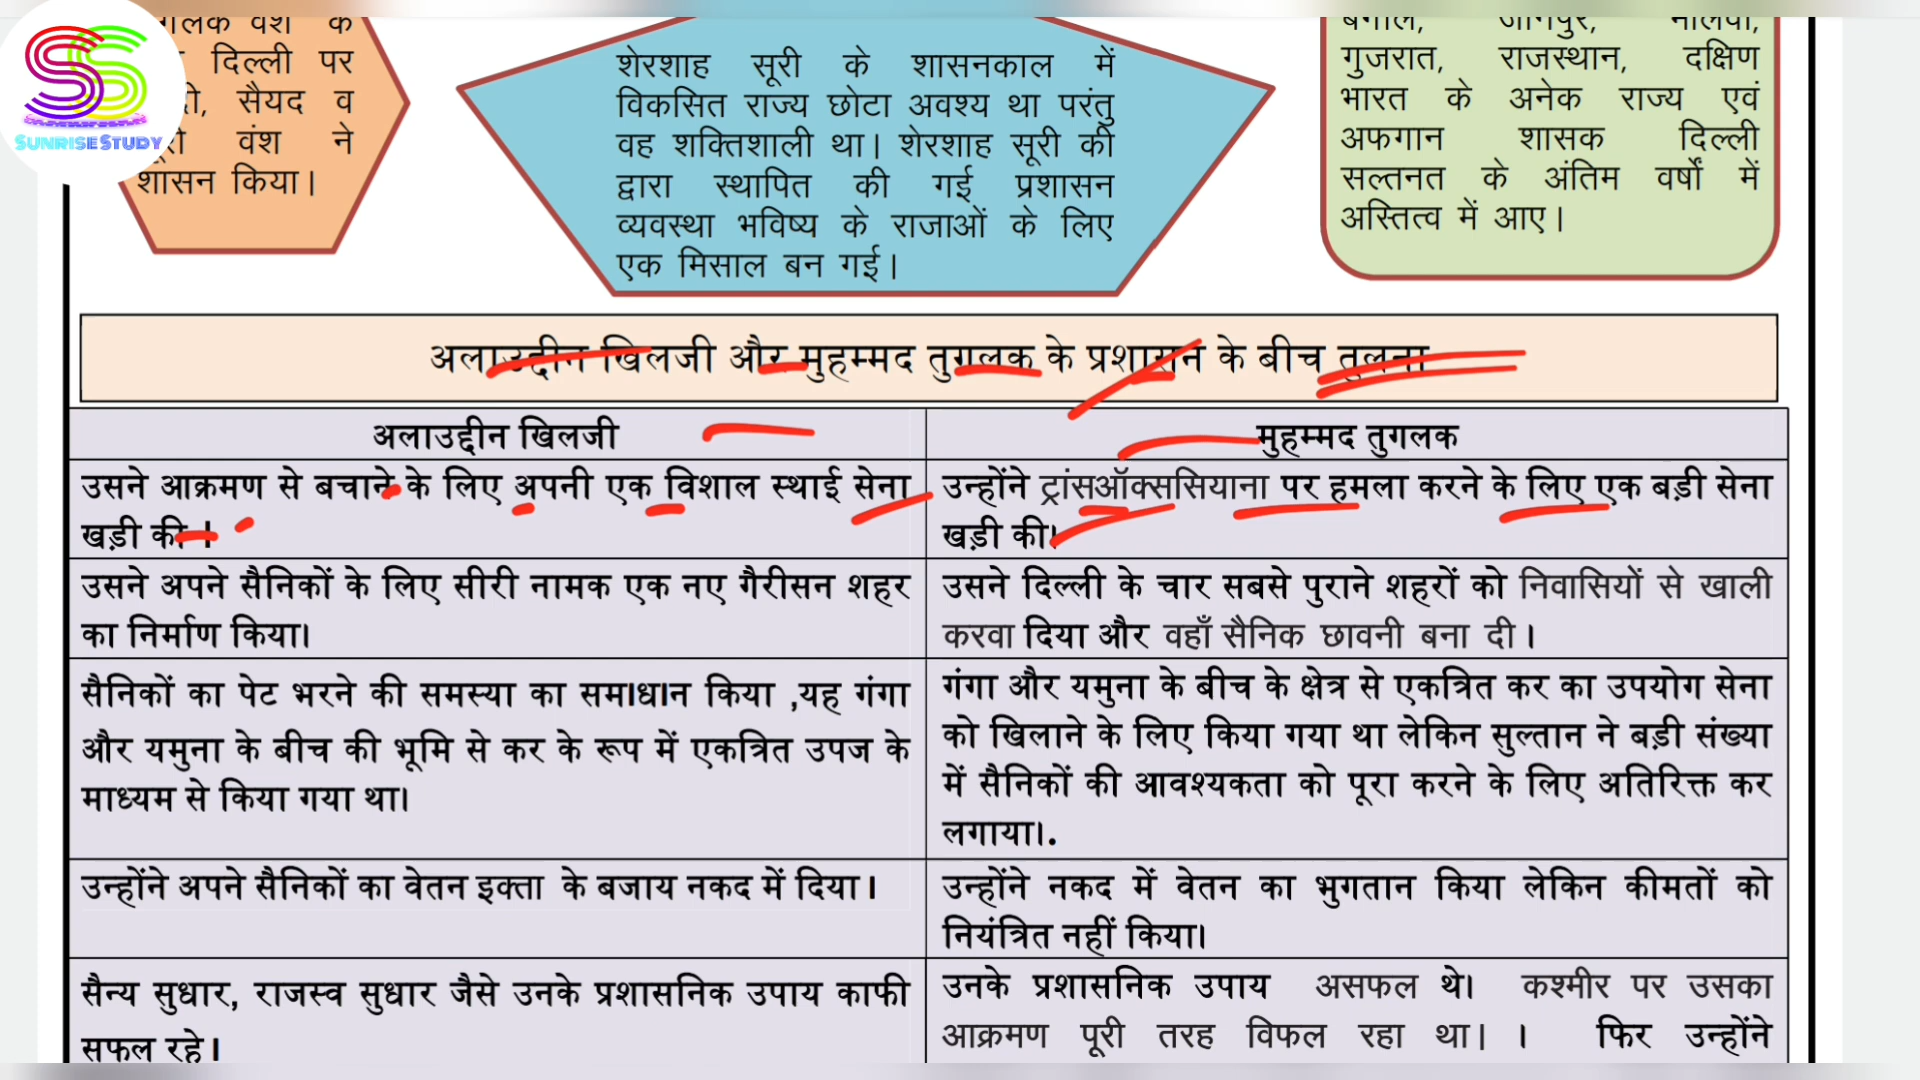 वंश के
दिल्ली पर
सैयद व
वंश ने
शासन किया।
SUNRISESTUDY
शेरशाह सूरी के शासनकाल में
विकसित राज्य छोटा अवश्य था परंतु
वह शक्तिशाली था। शेरशाह सूरी की
द्वारा स्थापित की गई प्रशासन
व्यवस्था भविष्य के राजाओं के लिए
एक मिसाल बन गई।
बंगाल, जौनपुर, मालवा,
गुजरात, राजस्थान, दक्षिण
भारत के अनेक राज्य एवं
अफगान शासक दिल्ली
सल्तनत के अंतिम वर्षों में
अस्तित्व में आए।
अलाउद्दीन खिलजी और मुहम्मद तुगलक के प्रशासन के बीच तुलना
अलाउद्दीन खिलजी
मुहम्मद तुगलक
उसने आक्रमण से बचाने के लिए अपनी एक विशाल स्थाई सेना
खड़ी की ।
उन्होंने ट्रांसऑक्ससियाना पर हमला करने के लिए एक बड़ी सेना
खड़ी की।
उसने अपने सैनिकों के लिए सीरी नामक एक नए गैरीसन शहर
का निर्माण किया।
उसने दिल्ली के चार सबसे पुराने शहरों को निवासियों से खाली
करवा दिया और वहाँ सैनिक छावनी बना दी ।
सैनिकों का पेट भरने की समस्या का समाधान किया ,यह गंगा
और यमुना के बीच की भूमि से कर के रूप में एकत्रित उपज के
माध्यम से किया गया था।
गंगा और यमुना के बीच के क्षेत्र से एकत्रित कर का उपयोग सेना
को खिलाने के लिए किया गया था लेकिन सुल्तान ने बड़ी संख्या
में सैनिकों की आवश्यकता को पूरा करने के लिए अतिरिक्त कर
लगाया।.
उन्होंने अपने सैनिकों का वेतन इक्ता के बजाय नकद में दिया ।
उन्होंने नकद में वेतन का भुगतान किया लेकिन कीमतों को
नियंत्रित नहीं किया।
सैन्य सुधार, राजस्व सुधार जैसे उनके प्रशासनिक उपाय काफी
सफल रहे ।
उनके प्रशासनिक उपाय असफल थे। कश्मीर पर उसका
आक्रमण पूरी तरह विफल रहा था| । फिर उन्होंने